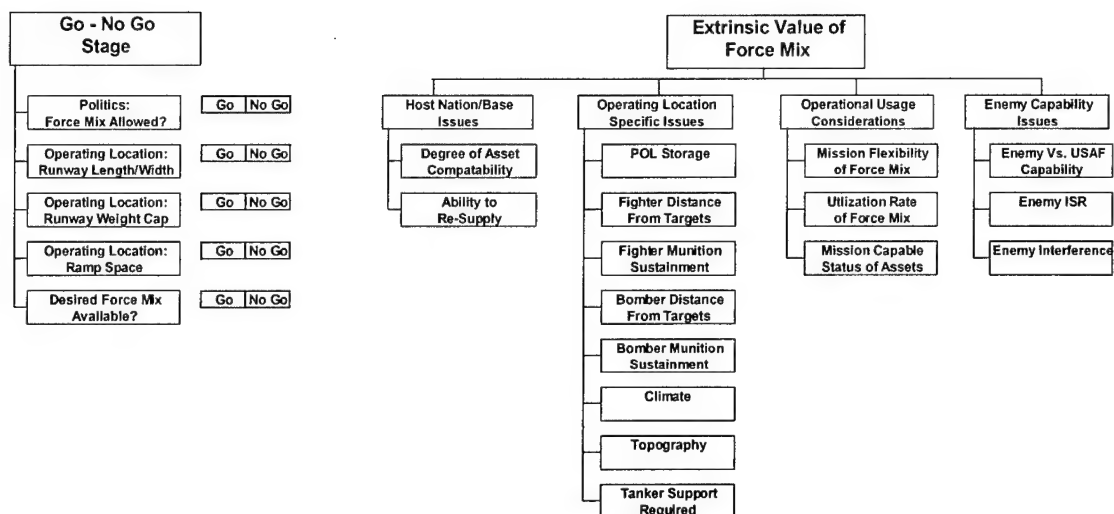 Go - No Go
Stage
Politics:
Force Mix Allowed?
Go No Go
Operating Location:
Runway Length/Width
Go No Go
Operating Location:
Runway Weight Cap
Go No Go
Operating Location:
Ramp Space
Go No Go
Desired Force Mix
Available?
Go No Go
Extrinsic Value of
Force Mix
Host Nation/Base
Issues
Degree of Asset
Compatability
Ability to
Re-Supply
Operating Location
Specific Issues
POL Storage
Fighter Distance
From Targets
Fighter Munition
Sustainment
Bomber Distance
From Targets
Bomber Munition
Sustainment
Climate
Topography
Tanker Support
Required
Operational Usage
Considerations
Mission Flexibility
of Force Mix
Utlization Rate
of Force Mix
Mission Capable
Status of Assets
Enemy Capability
Issues
Enemy Vs. USAF
Capability
Enemy ISR
Enemy Interference